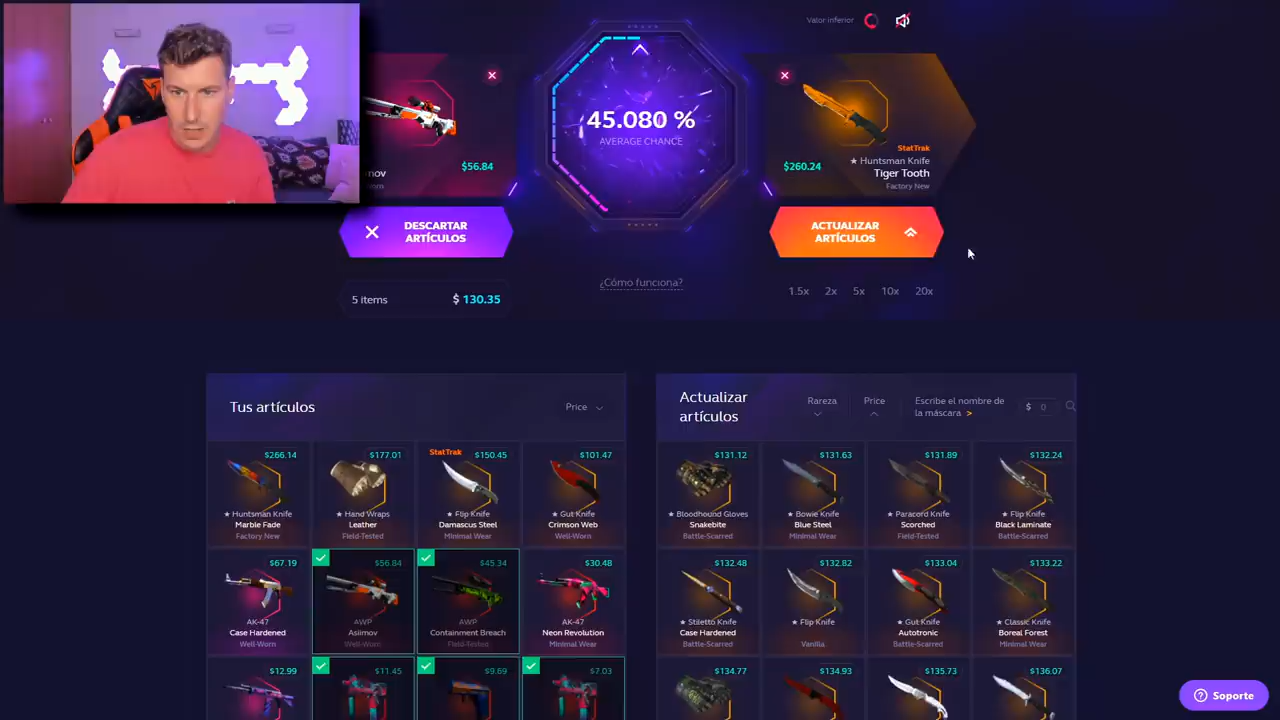 Valor inferior
45.080 %
AVERAGE CHANCE
$56.84
StatTrak
$260.24
★ Huntsman Knife
Tiger Tooth
Factory New
DESCARTAR
ARTÍCULOS
ACTUALIZAR
ARTÍCULOS
¿Cómo funciona?
5 items
$ 130.35
1.5x 2x 5x 10x 20x
Tus artículos
Price
Actualizar
artículos
Rareza
Price
Escribe el nombre de
la máscara >
$ 0
$266.14
★ Huntsman Knife
Marble Fade
Factory New
$177.01
★ Hand Wraps
Leather
Field-Tested
StatTrak $150.45
★ Flip Knife
Damascus Steel
Minimal Wear
$101.47
★ Gut Knife
Crimson Web
Well-Worn
$131.12
★ Bloodhound Gloves
Snakebite
Battle-Scarred
$131.63
★ Bowie Knife
Blue Steel
Minimal Wear
$131.89
★ Paracord Knife
Scorched
Field-Tested
$132.24
★ Flip Knife
Black Laminate
Battle-Scarred
$67.19
AK-47
Case Hardened
Well-Worn
$56.84
AWP
Asiimov
Well-Worn
$45.34
AWP
Containment Breach
Field-Tested
$30.48
AK-47
Neon Revolution
Minimal Wear
$132.48
★ Stiletto Knife
Case Hardened
Battle-Scarred
$132.82
★ Flip Knife
Vanilla
$133.04
★ Gut Knife
Autotronic
Battle-Scarred
$133.22
★ Classic Knife
Boreal Forest
Minimal Wear
$12.99
$11.45
$9.69
$7.03
$134.77
$134.93
$135.73
$136.07
Soporte